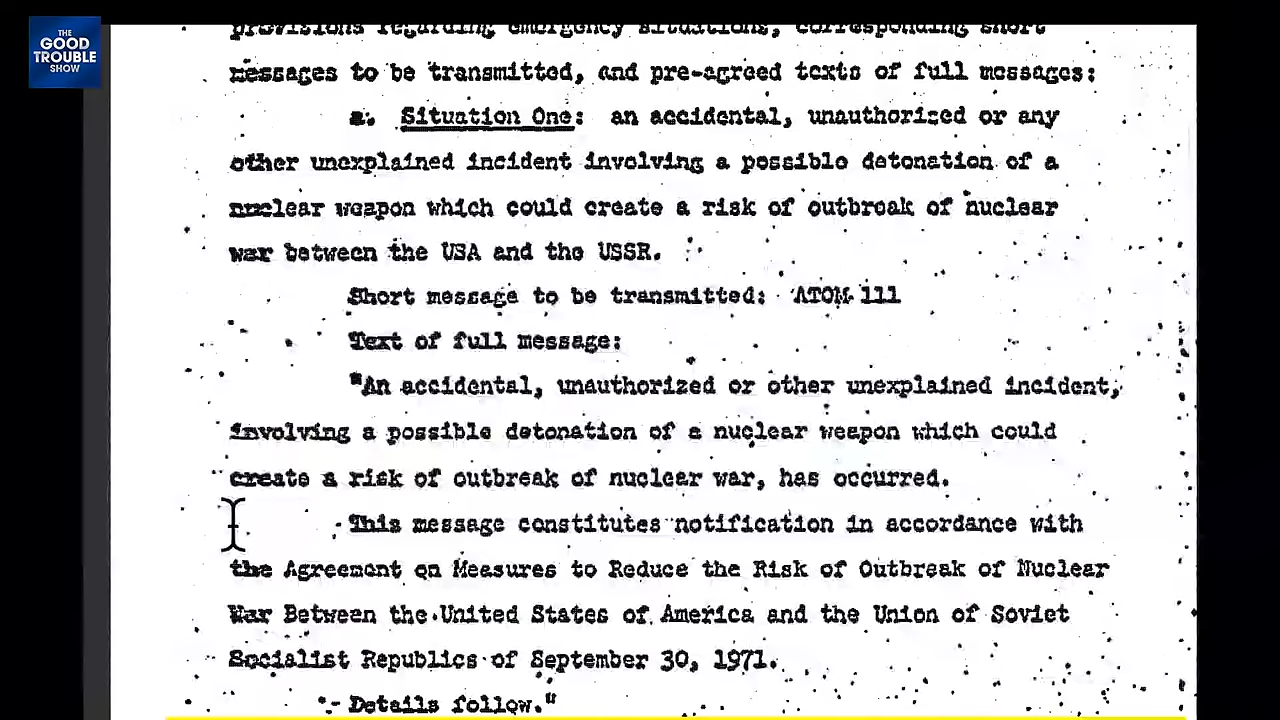 THE
GOOD
TROUBLE
SHOW
provisions regarding emergency situations, corresponding short
messages to be transmitted, and pre-agreed texts of full messages:
a. Situation One: an accidental, unauthorized or any
other unexplained incident involving a possible detonation of a
nuclear weapon which could create a risk of outbreak of nuclear
war between the USA and the USSR.
Short message to be transmitted: ATOM 111
Text of full message:
"An accidental, unauthorized or other unexplained incident,
involving a possible detonation of a nuclear weapon which could
create a risk of outbreak of nuclear war, has occurred.
This message constitutes notification in accordance with
the Agreement on Measures to Reduce the Risk of Outbreak of Nuclear
War Between the United States of America and the Union of Soviet
Socialist Republics of September 30, 1971.
Details follow."